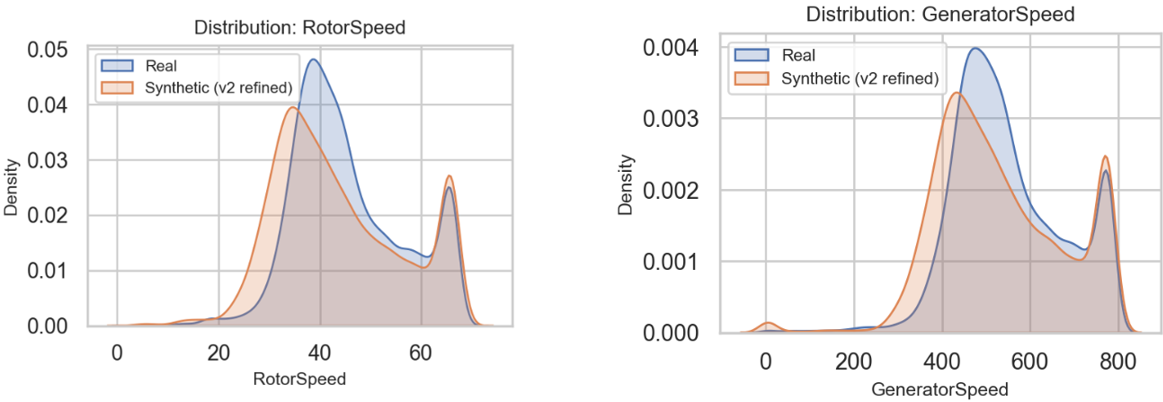 Distribution: RotorSpeed
0.05
0.04
0.03
0.02
0.01
0.00
Density
Real
Synthetic (v2 refined)
0 20 40 60
RotorSpeed
Distribution: GeneratorSpeed
0.004
0.003
0.002
0.001
0.000
Density
Real
Synthetic (v2 refined)
0 200 400 600 800
GeneratorSpeed